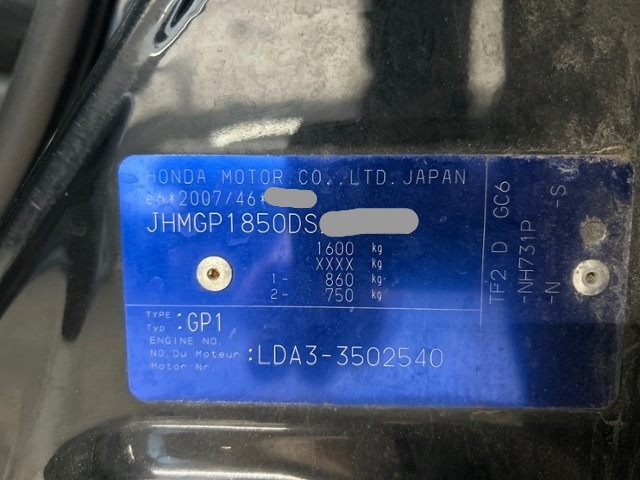 HONDA MOTOR CO.,LTD.JAPAN
e6*2007/46*
JHMGP1850DS
1600 kg
XXXX kg
1- 860 kg
2- 750 kg
TYPE
Typ :GP1
ENGINE NO.
NO.Du Moteur :LDA3-3502540
Motor Nr
TF2 D GC6
-NH731P -S
-N